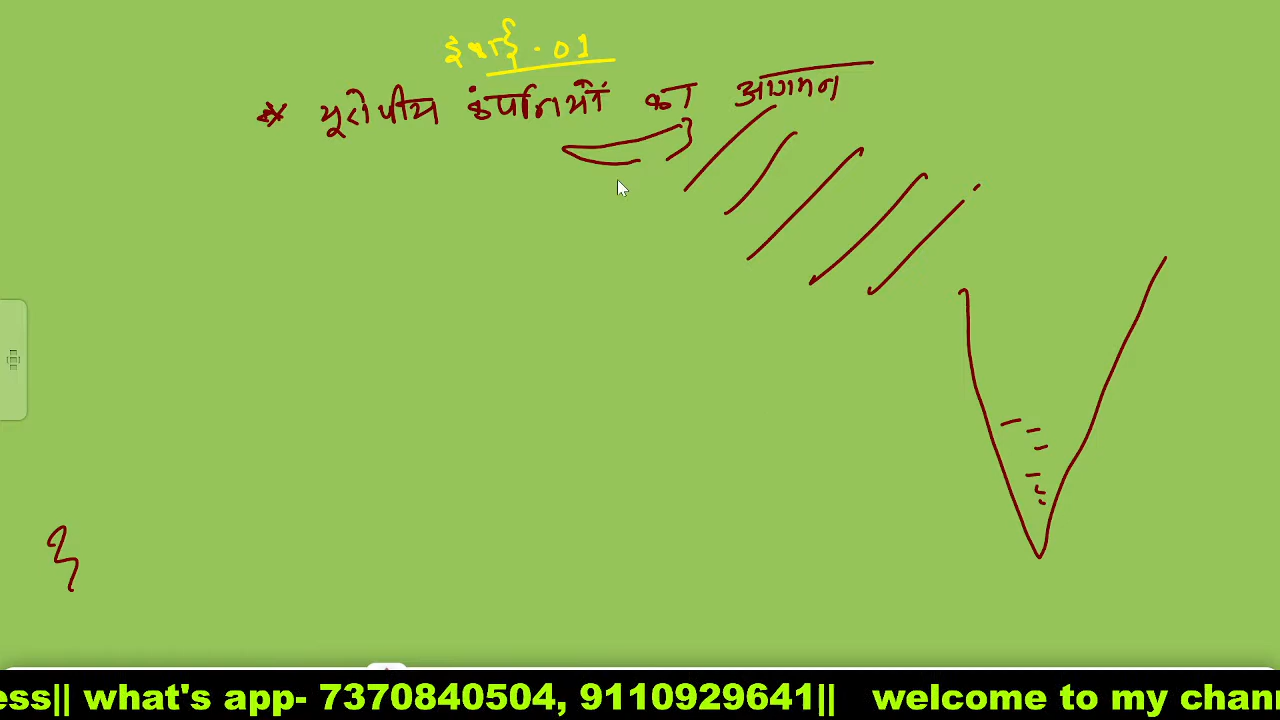 इकाई - 01
* यूरोपीय कंपनियों का आगमन
ess|| what's app- 7370840504, 9110929641|| welcome to my chan